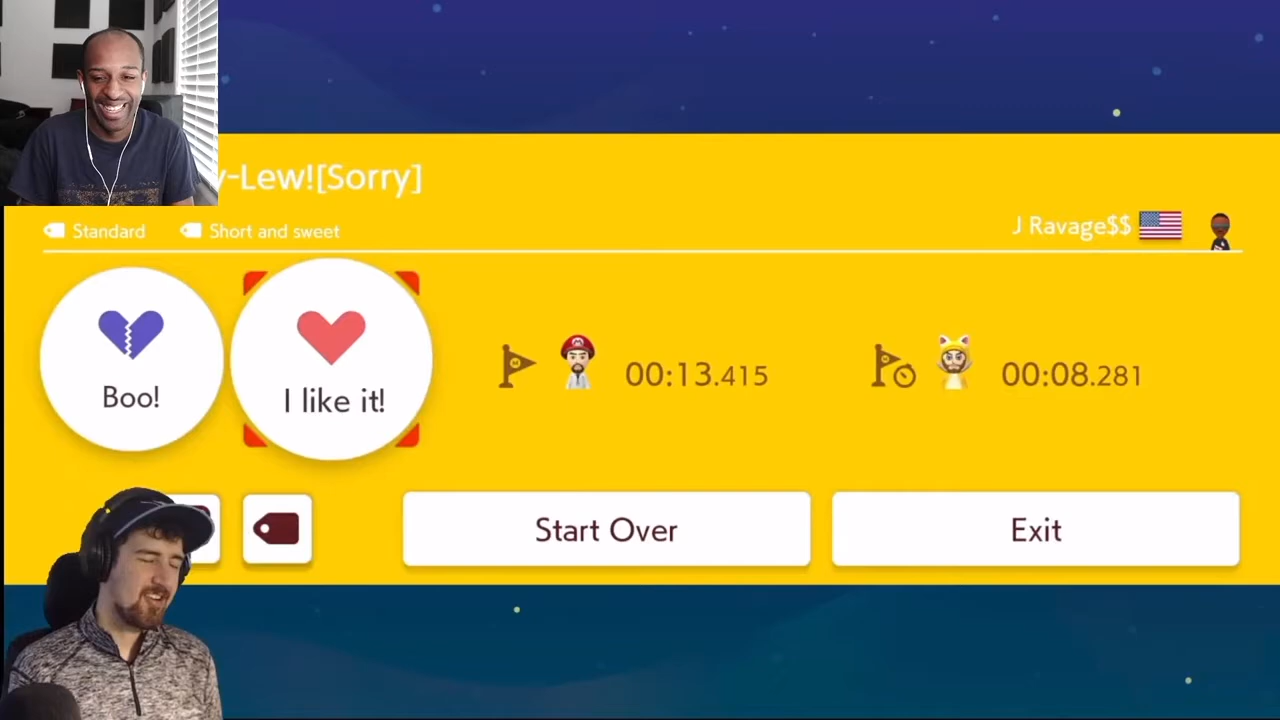 -Lew![Sorry]
Standard Short and sweet
J Ravage$$
Boo!
I like it!
00:13.415
00:08.281
Start Over
Exit